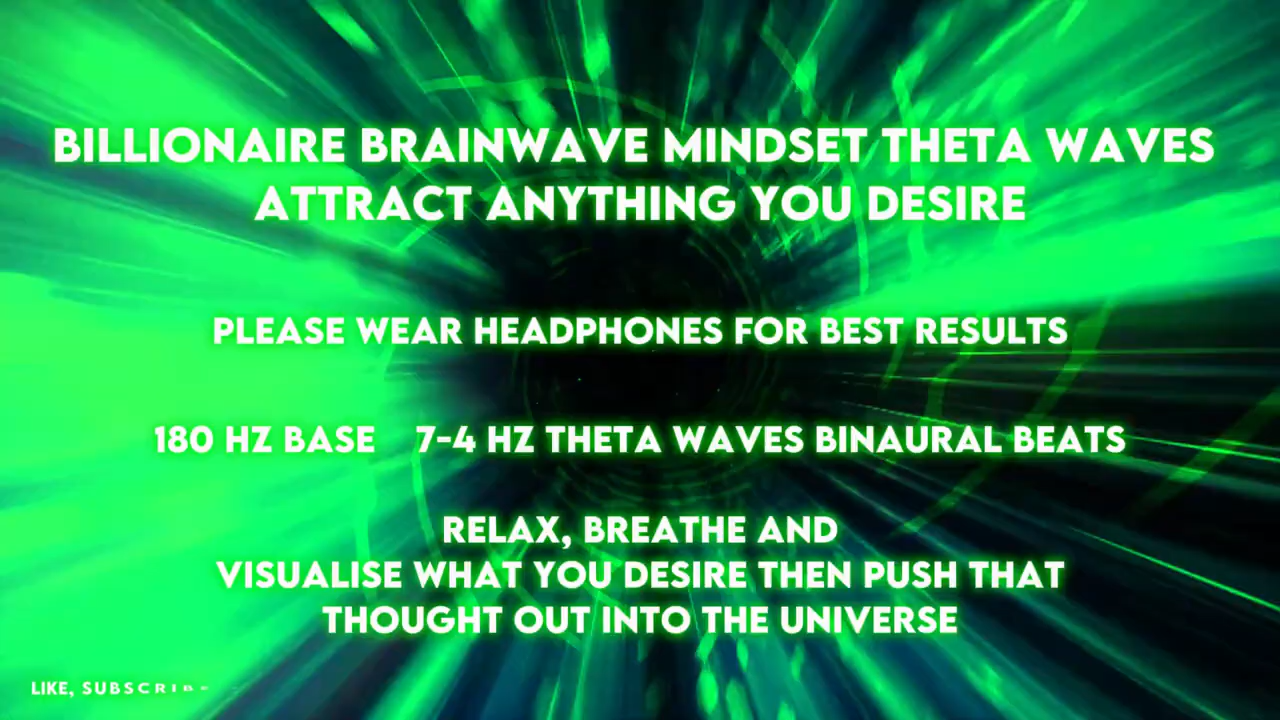 BILLIONAIRE BRAINWAVE MINDSET THETA WAVES
ATTRACT ANYTHING YOU DESIRE
PLEASE WEAR HEADPHONES FOR BEST RESULTS
180 HZ BASE 7-4 HZ THETA WAVES BINAURAL BEATS
RELAX, BREATHE AND
VISUALISE WHAT YOU DESIRE THEN PUSH THAT
THOUGHT OUT INTO THE UNIVERSE
LIKE,